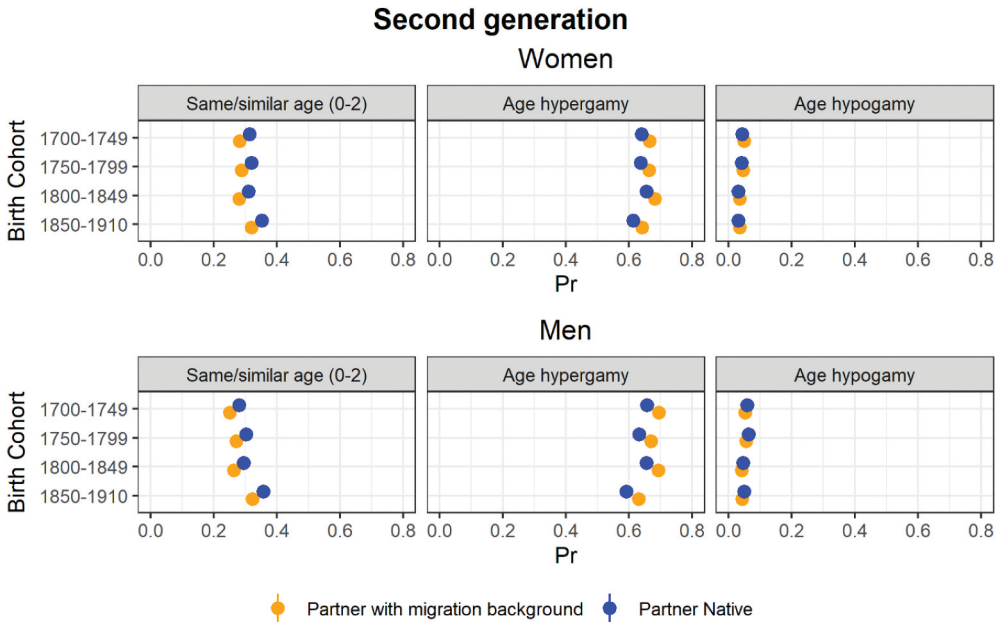 Second generation
Women
Same/similar age (0-2) Age hypergamy Age hypogamy
Birth Cohort
1700-1749
1750-1799
1800-1849
1850-1910
0.0 0.2 0.4 0.6 0.8 0.0 0.2 0.4 0.6 0.8 0.0 0.2 0.4 0.6 0.8
Pr
Men
Same/similar age (0-2) Age hypergamy Age hypogamy
Birth Cohort
1700-1749
1750-1799
1800-1849
1850-1910
0.0 0.2 0.4 0.6 0.8 0.0 0.2 0.4 0.6 0.8 0.0 0.2 0.4 0.6 0.8
Pr
Partner with migration background Partner Native